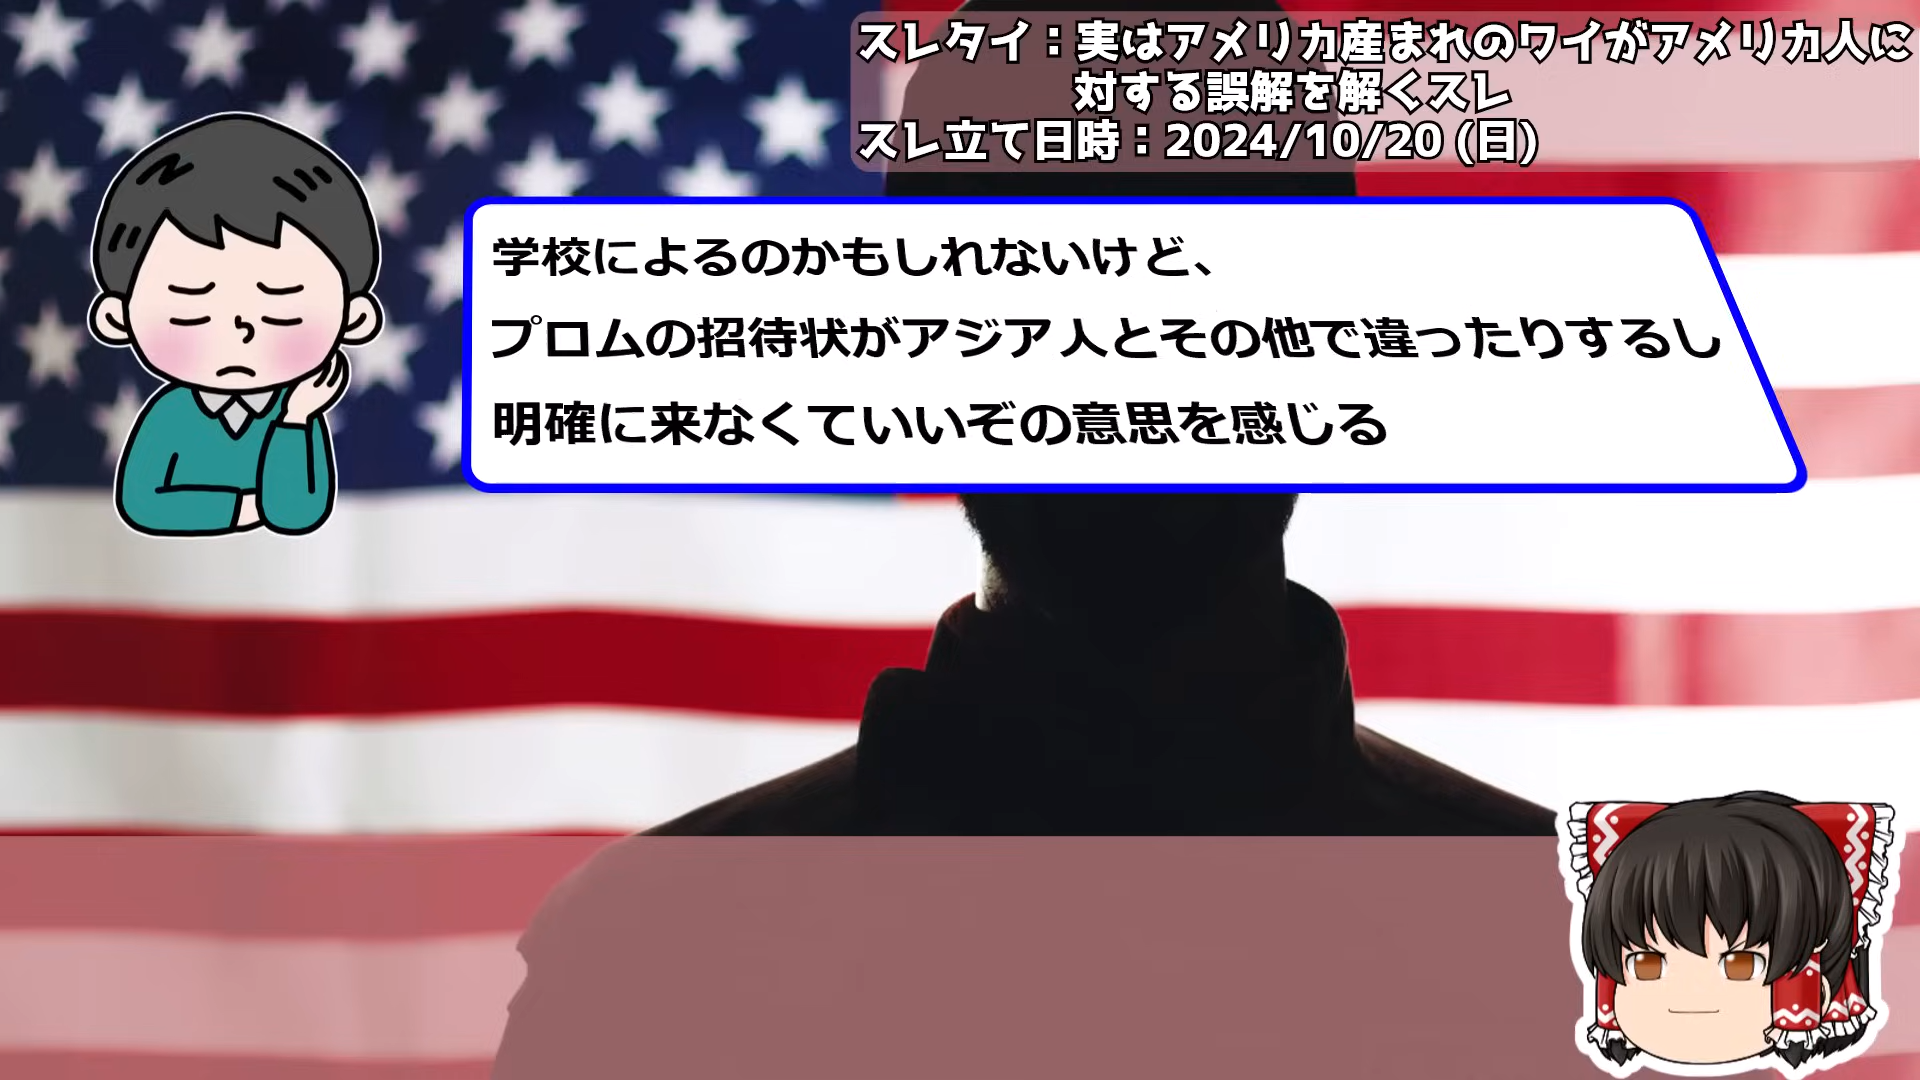 スレタイ：実はアメリカ産まれのワイがアメリカ人に
対する誤解を解くスレ
スレ立て日時：2024/10/20 (日)
学校によるのかもしれないけど、
プロムの招待状がアジア人とその他で違ったりするし
明確に来なくていいぞの意思を感じる